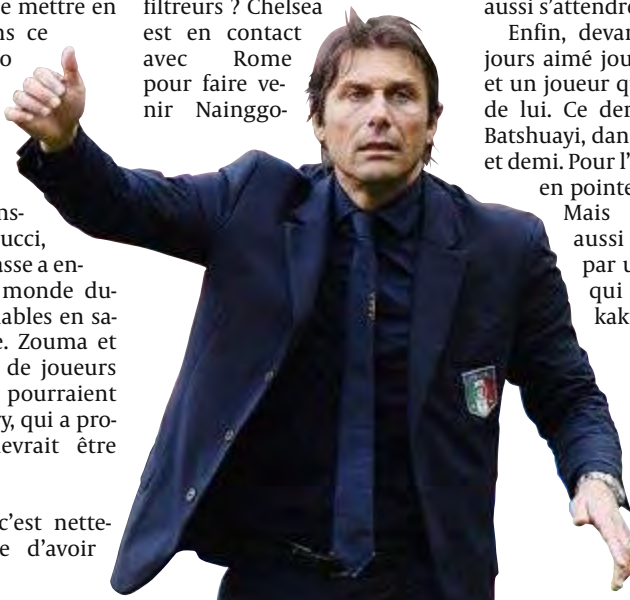 e mettre en
ns ce
o
ns-
ucci,
asse a en-
monde du-
ables en sa-
e. Zouma et
de joueurs
pourraient
y, qui a pro-
evrait être
c’est nette-
e d’avoir
filtreurs ? Chelsea
est en contact
avec Rome
pour faire ve-
nir Nainggo-
aussi s’attendre
Enfin, devan
jours aimé jou
et un joueur q
de lui. Ce der
Batshuayi, dan
et demi. Pour l’
en pointe
Mais
aussi
par u
qui
kak